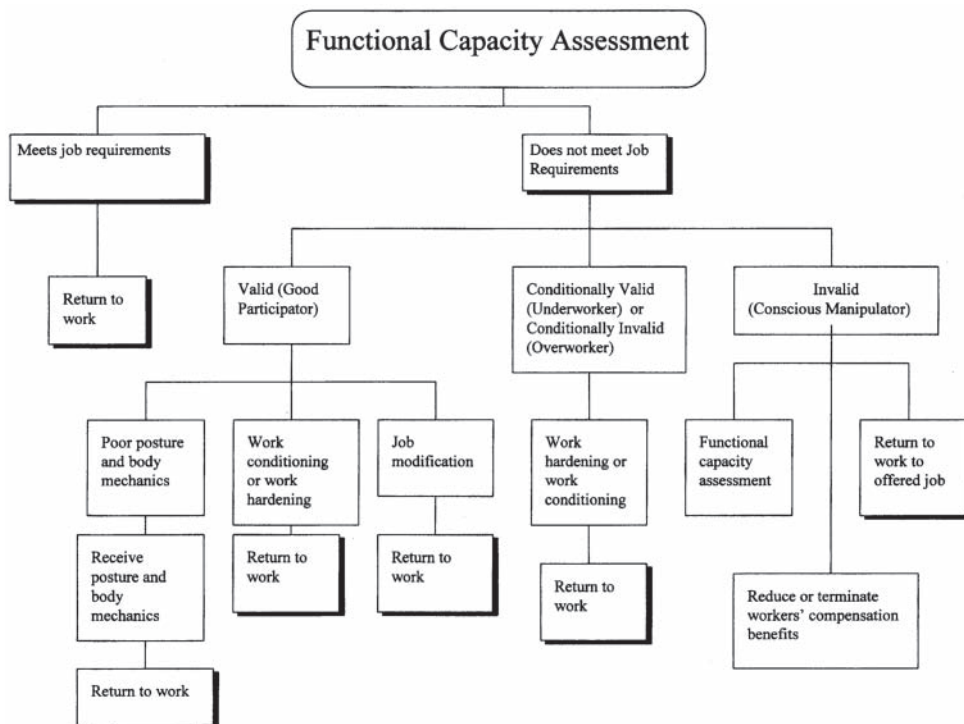 Functional Capacity Assessment
Meets job requirements
Does not meet Job
Requirements
Return to
work
Valid (Good
Participator)
Conditionally Valid
(Underworker) or
Conditionally Invalid
(Overworker)
Invalid
(Conscious Manipulator)
Poor posture
and body
mechanics
Work
conditioning
or work
hardening
Job
modification
Work
hardening or
work
conditioning
Functional
capacity
assessment
Return to
work to
offered job
Receive
posture and
body
mechanics
Return to
work
Return to
work
Return to
work
Reduce or terminate
workers' compensation
benefits
Return to work